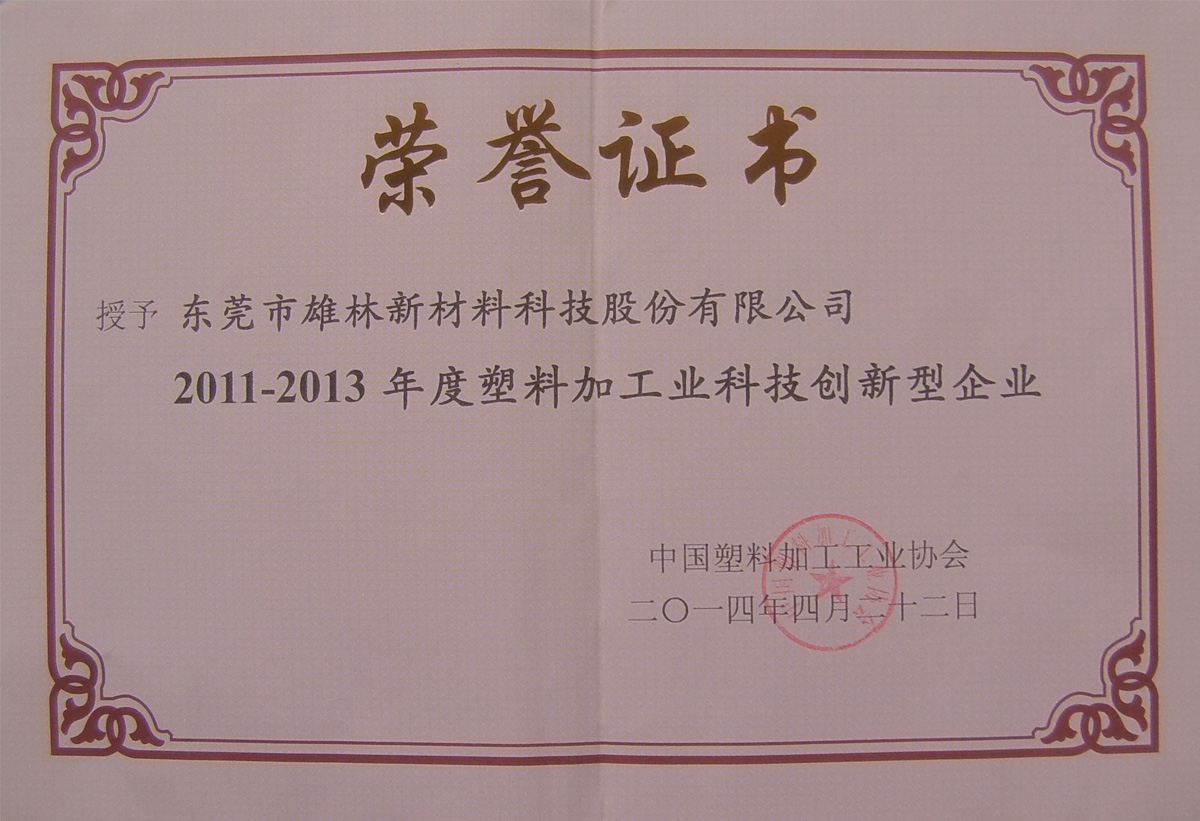 荣誉证书
授予 东莞市雄林新材料科技股份有限公司
2011-2013 年度塑料加工业科技创新型企业
中国塑料加工工业协会
二〇一四年四月二十二日